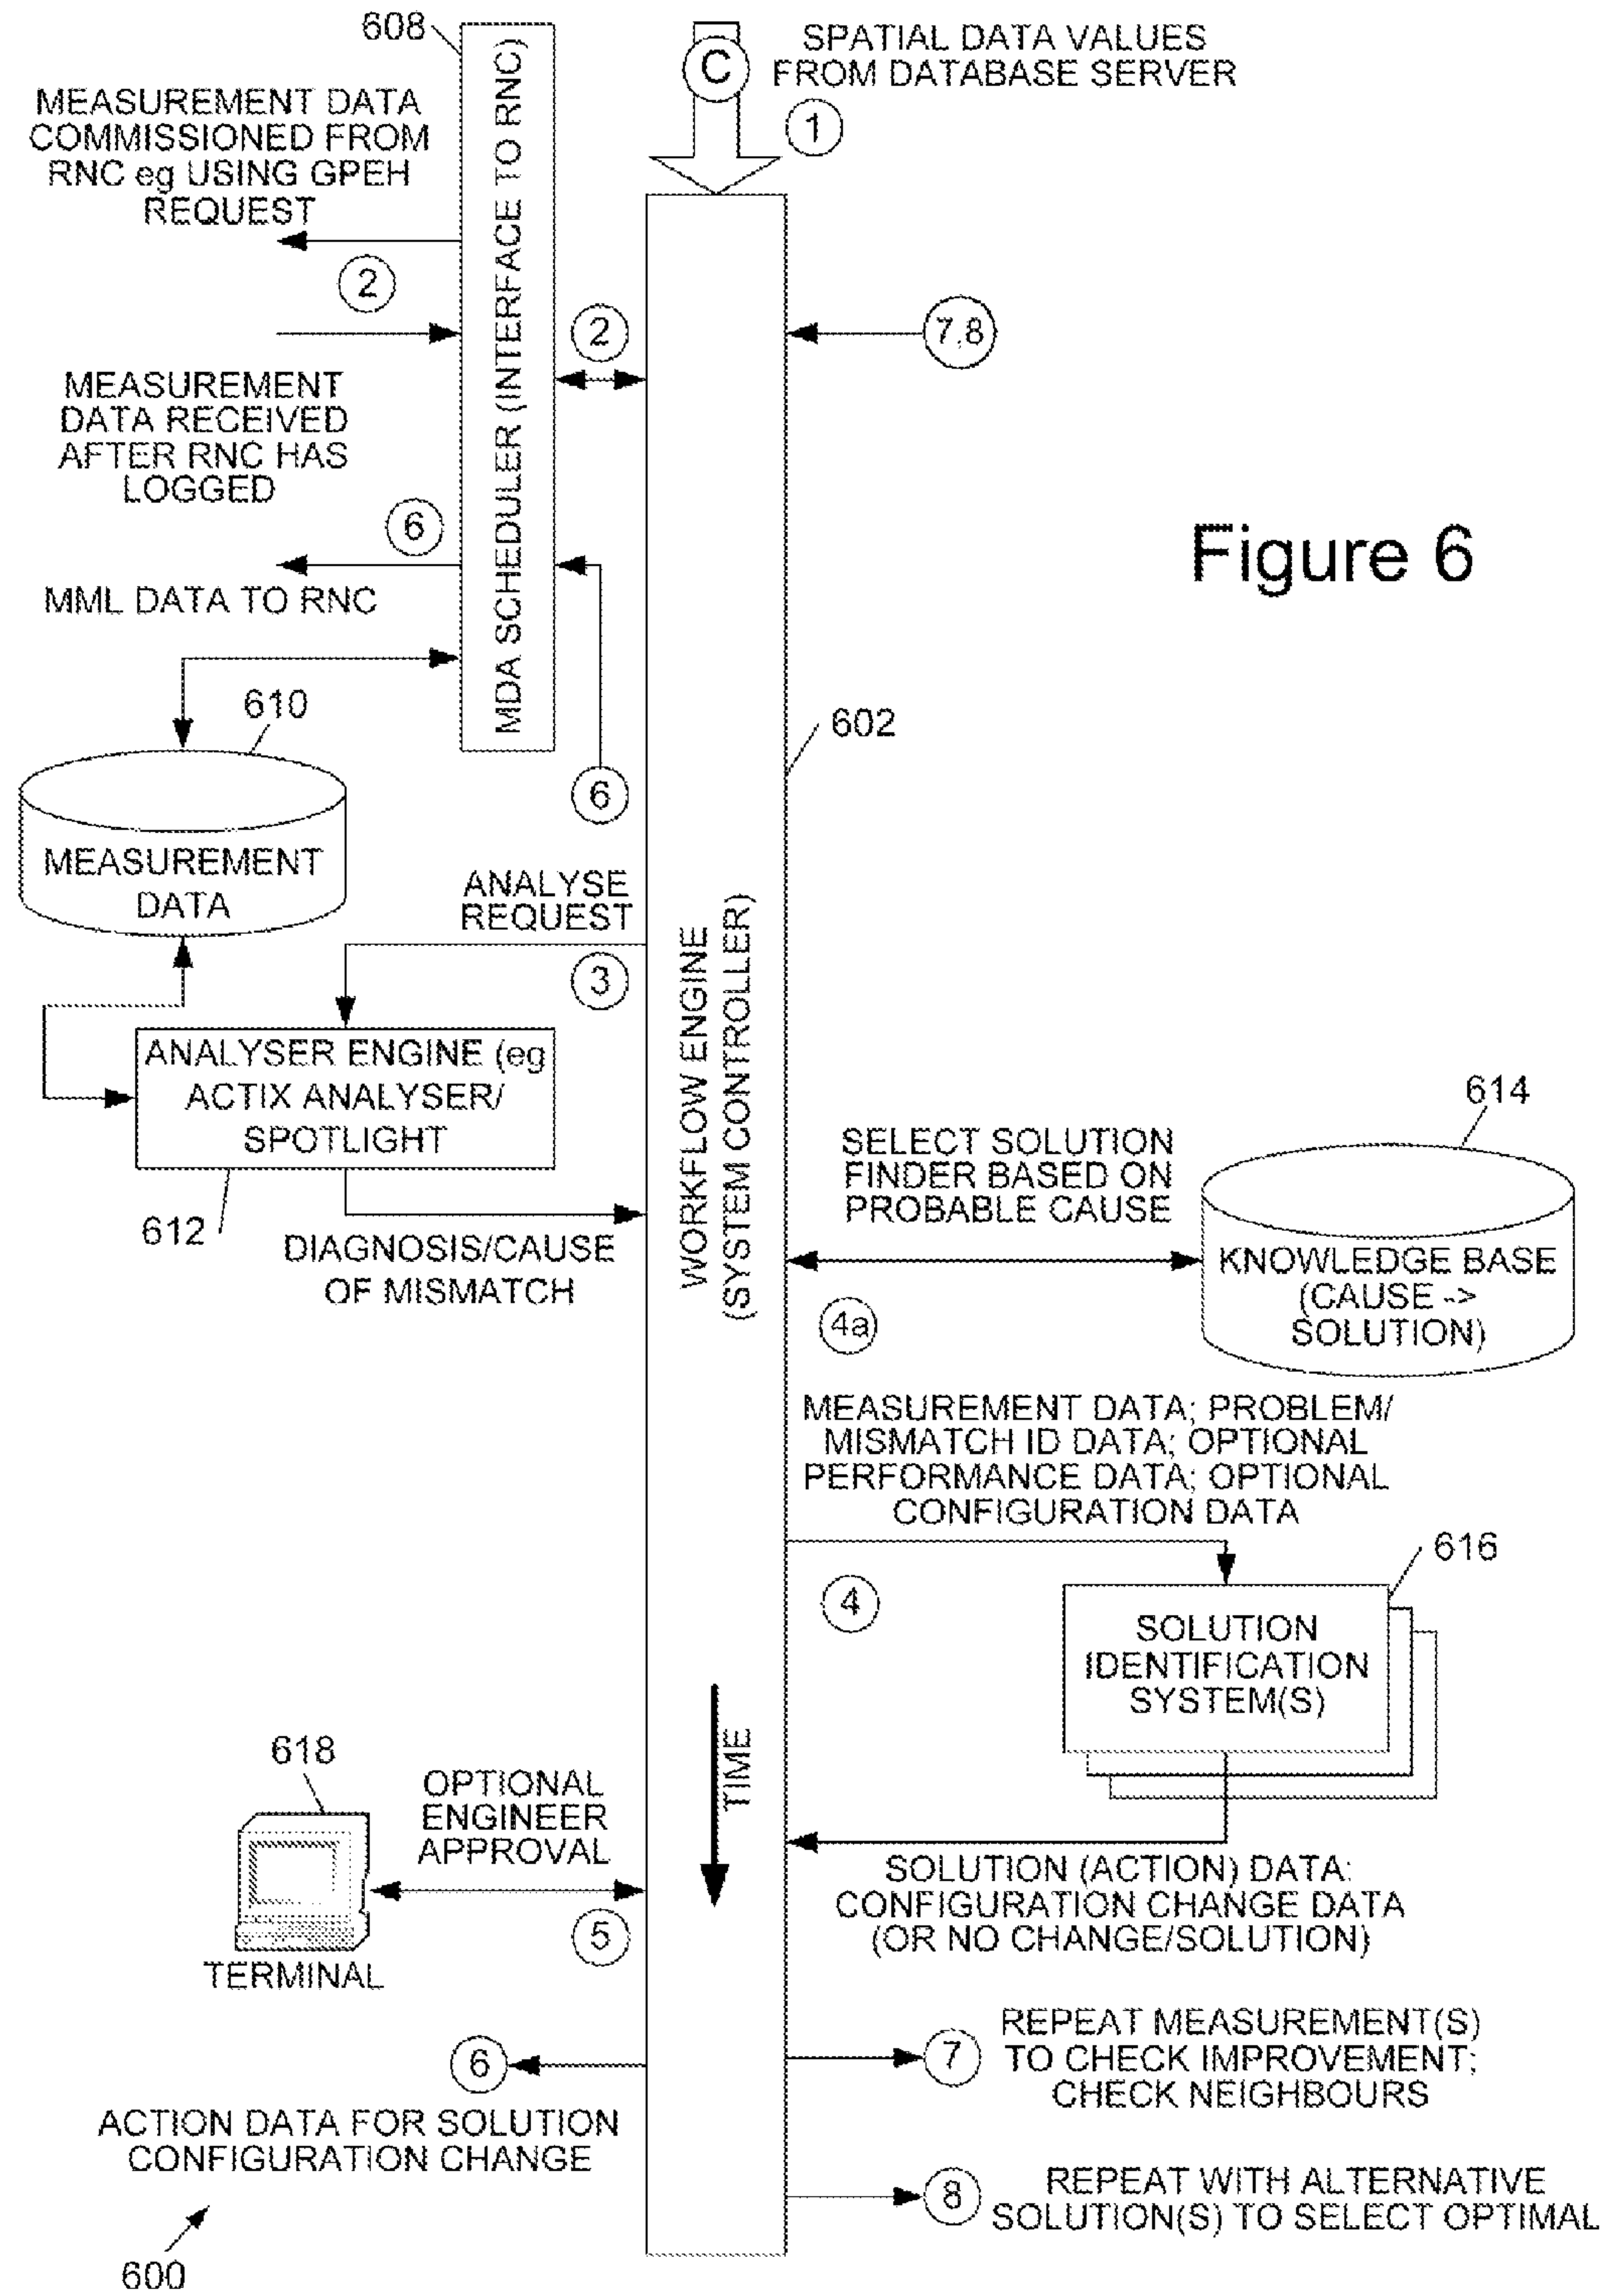 608
C
SPATIAL DATA VALUES
FROM DATABASE SERVER
1
MEASUREMENT DATA
COMMISSIONED FROM
RNC eg USING GPEH
REQUEST
2
MDA SCHEDULER (INTERFACE TO RNC)
2
7,8
MEASUREMENT
DATA RECEIVED
AFTER RNC HAS
LOGGED
6
MML DATA TO RNC
Figure 6
610
602
6
MEASUREMENT
DATA
ANALYSE
REQUEST
3
WORKFLOW ENGINE
(SYSTEM CONTROLLER)
ANALYSER ENGINE (eg
ACTIX ANALYSER/
SPOTLIGHT
612
DIAGNOSIS/CAUSE
OF MISMATCH
614
SELECT SOLUTION
FINDER BASED ON
PROBABLE CAUSE
KNOWLEDGE BASE
(CAUSE ->
SOLUTION)
4a
MEASUREMENT DATA; PROBLEM/
MISMATCH ID DATA; OPTIONAL
PERFORMANCE DATA; OPTIONAL
CONFIGURATION DATA
616
4
SOLUTION
IDENTIFICATION
SYSTEM(S)
TIME
618
OPTIONAL
ENGINEER
APPROVAL
5
TERMINAL
SOLUTION (ACTION) DATA:
CONFIGURATION CHANGE DATA
(OR NO CHANGE/SOLUTION)
6
ACTION DATA FOR SOLUTION
CONFIGURATION CHANGE
7
REPEAT MEASUREMENT(S)
TO CHECK IMPROVEMENT;
CHECK NEIGHBOURS
8
REPEAT WITH ALTERNATIVE
SOLUTION(S) TO SELECT OPTIMAL
600